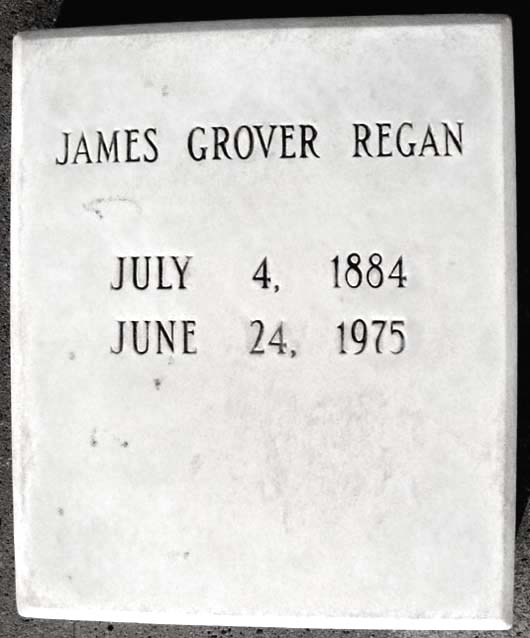 JAMES GROVER REGAN
JULY 4, 1884
JUNE 24, 1975